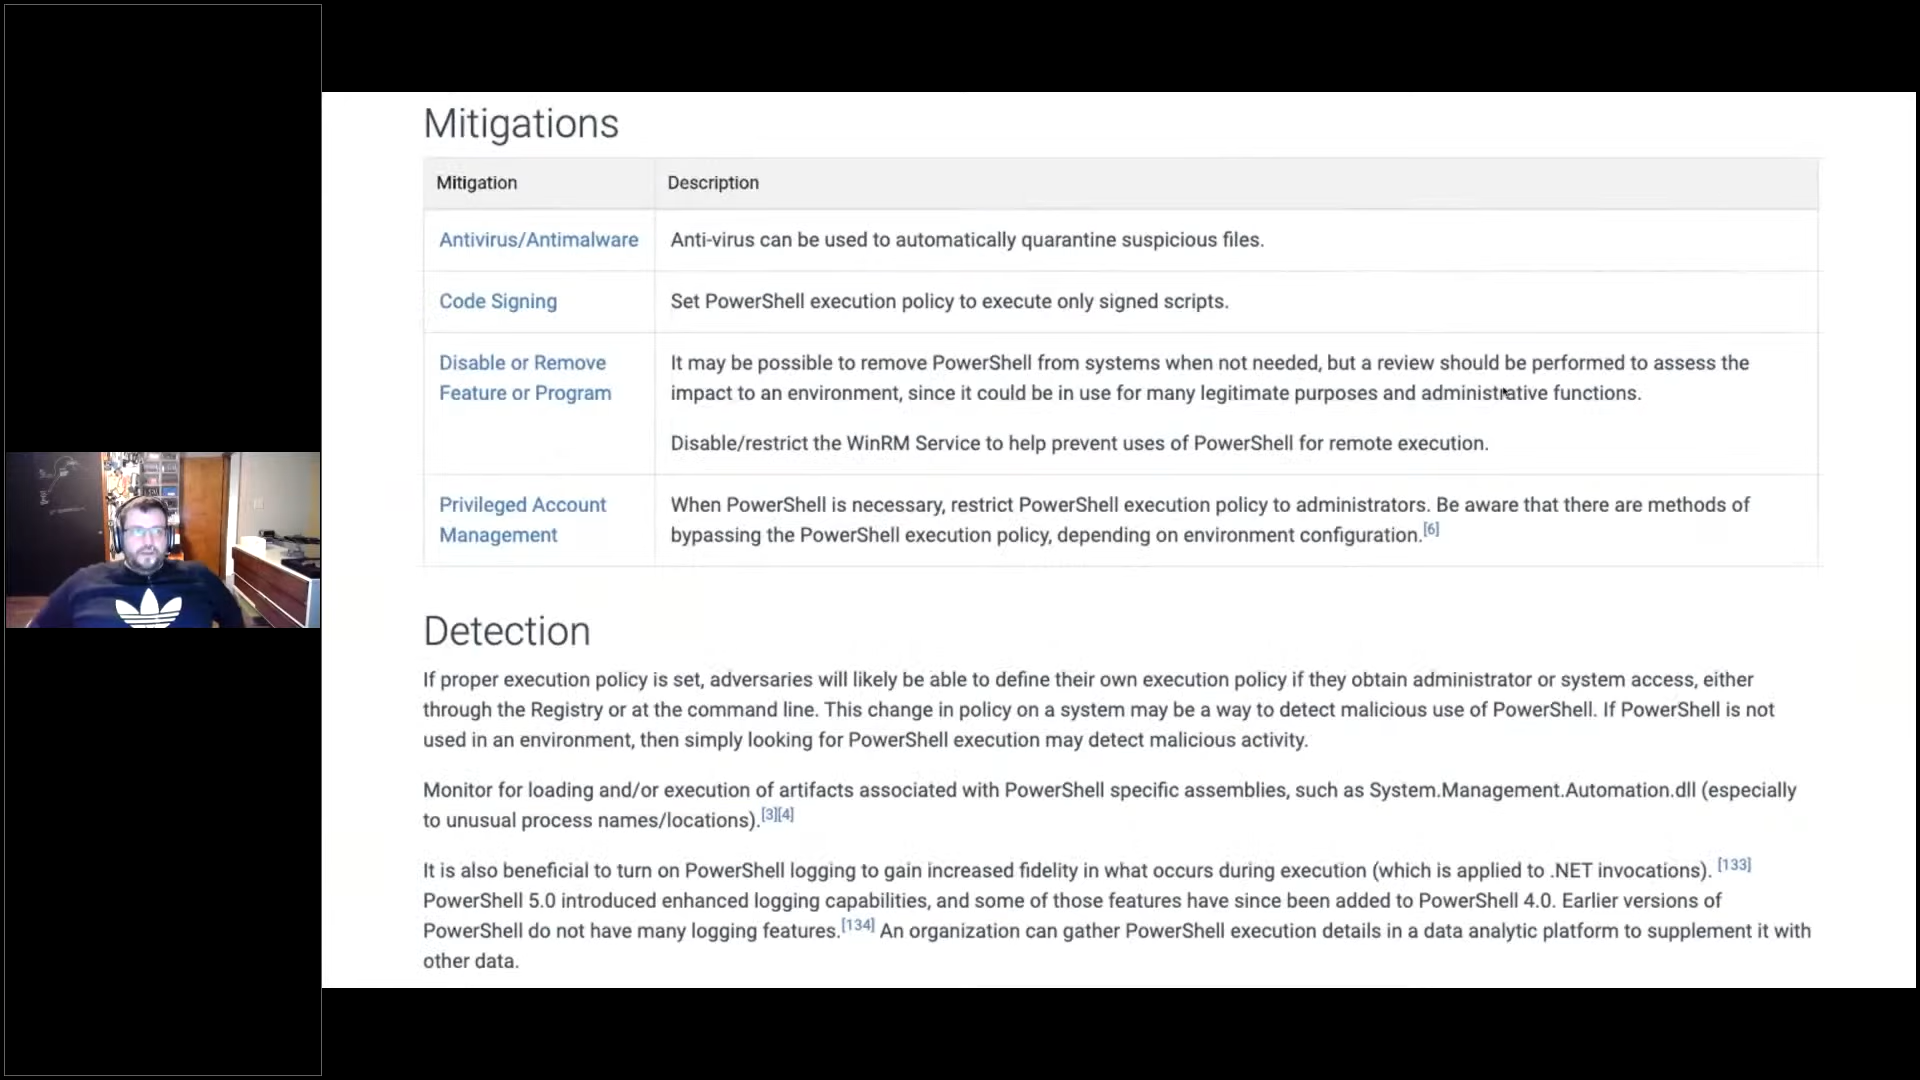 Mitigations
Mitigation Description
Antivirus/Antimalware Anti-virus can be used to automatically quarantine suspicious files.
Code Signing Set PowerShell execution policy to execute only signed scripts.
Disable or Remove It may be possible to remove PowerShell from systems when not needed, but a review should be performed to assess the
Feature or Program impact to an environment, since it could be in use for many legitimate purposes and administrative functions.
Disable/restrict the WinRM Service to help prevent uses of PowerShell for remote execution.
Privileged Account When PowerShell is necessary, restrict PowerShell execution policy to administrators. Be aware that there are methods of
Management bypassing the PowerShell execution policy, depending on environment configuration.[6]
Detection
If proper execution policy is set, adversaries will likely be able to define their own execution policy if they obtain administrator or system access, either
through the Registry or at the command line. This change in policy on a system may be a way to detect malicious use of PowerShell. If PowerShell is not
used in an environment, then simply looking for PowerShell execution may detect malicious activity.
Monitor for loading and/or execution of artifacts associated with PowerShell specific assemblies, such as System.Management.Automation.dll (especially
to unusual process names/locations).[3][4]
It is also beneficial to turn on PowerShell logging to gain increased fidelity in what occurs during execution (which is applied to .NET invocations). [133]
PowerShell 5.0 introduced enhanced logging capabilities, and some of those features have since been added to PowerShell 4.0. Earlier versions of
PowerShell do not have many logging features.[134] An organization can gather PowerShell execution details in a data analytic platform to supplement it with
other data.